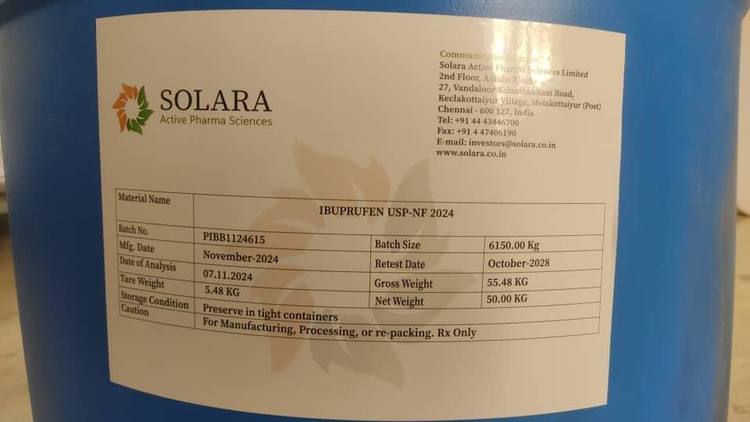 SOLARA
Active Pharma Sciences
Solara Active Pharma Sciences Limited
2nd Floor,
27, Vandaloor Kelambakkam Road,
Keclakottaiyur Village, Melakottaiyur (Post)
Chennai - 600 127, India
Tel: +91 44 43446700
Fax: +91 4 47406190
E-mail: investors@solara.co.in
www.solara.co.in
Material Name IBUPRUFEN USP-NF 2024
Batch No. PIBB1124615 Batch Size 6150.00 Kg
Mfg. Date November-2024 Retest Date October-2028
Date of Analysis 07.11.2024 Gross Weight 55.48 KG
Tare Weight 5.48 KG Net Weight 50.00 KG
Storage Condition Preserve in tight containers
Caution For Manufacturing, Processing, or re-packing. Rx Only